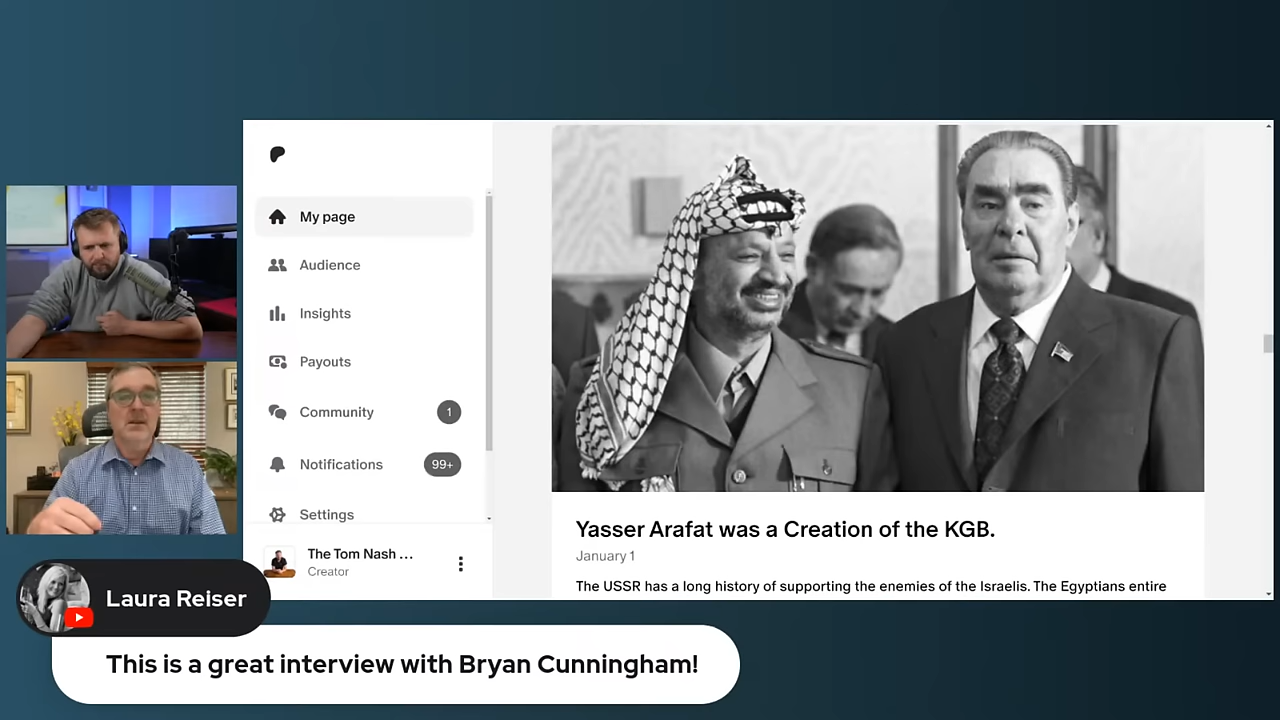 My page
Audience
Insights
Payouts
Community
1
Notifications
99+
Settings
The Tom Nash ...
Creator
Yasser Arafat was a Creation of the KGB.
January 1
The USSR has a long history of supporting the enemies of the Israelis. The Egyptians entire
Laura Reiser
This is a great interview with Bryan Cunningham!